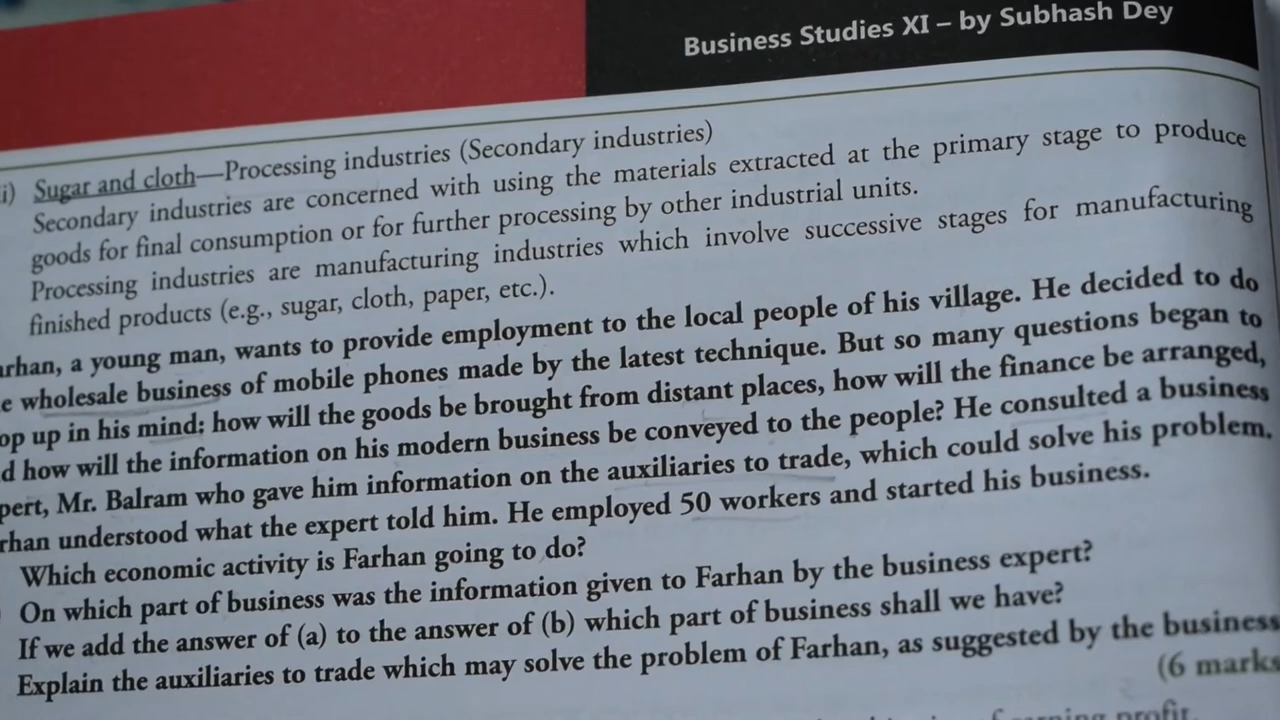 Business Studies XI – by Subhash Dey
i) Sugar and cloth—Processing industries (Secondary industries)
Secondary industries are concerned with using the materials extracted at the primary stage to produce
goods for final consumption or for further processing by other industrial units.
Processing industries are manufacturing industries which involve successive stages for manufacturing
finished products (e.g., sugar, cloth, paper, etc.).
arhan, a young man, wants to provide employment to the local people of his village. He decided to do
e wholesale business of mobile phones made by the latest technique. But so many questions began to
op up in his mind: how will the goods be brought from distant places, how will the finance be arranged,
d how will the information on his modern business be conveyed to the people? He consulted a business
pert, Mr. Balram who gave him information on the auxiliaries to trade, which could solve his problem.
rhan understood what the expert told him. He employed 50 workers and started his business.
Which economic activity is Farhan going to do?
On which part of business was the information given to Farhan by the business expert?
If we add the answer of (a) to the answer of (b) which part of business shall we have?
Explain the auxiliaries to trade which may solve the problem of Farhan, as suggested by the business
(6 marks
profit